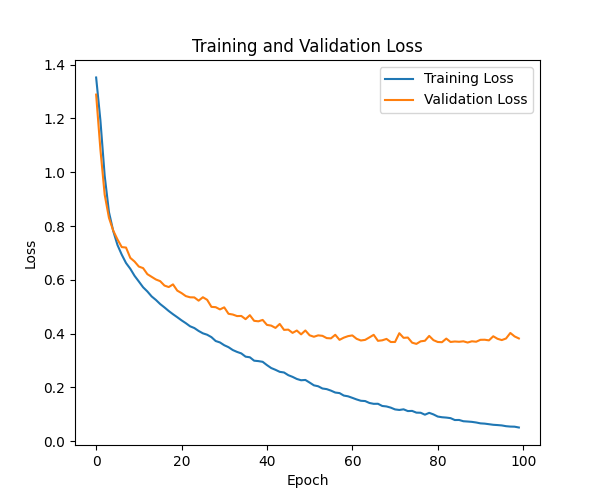 Training and Validation Loss
Training Loss
Validation Loss
Loss
1.4
1.2
1.0
0.8
0.6
0.4
0.2
0.0
0 20 40 60 80 100
Epoch